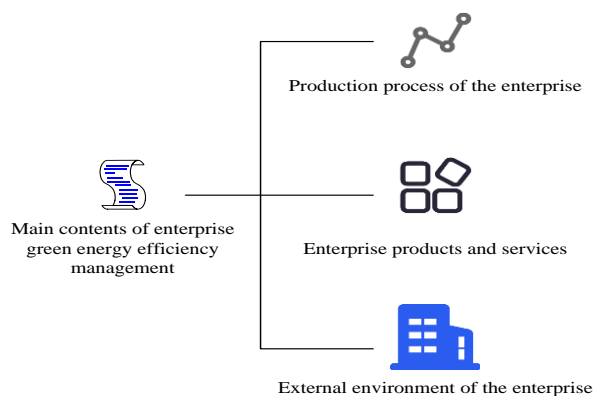 Production process of the enterprise
Main contents of enterprise
green energy efficiency
management
Enterprise products and services
External environment of the enterprise